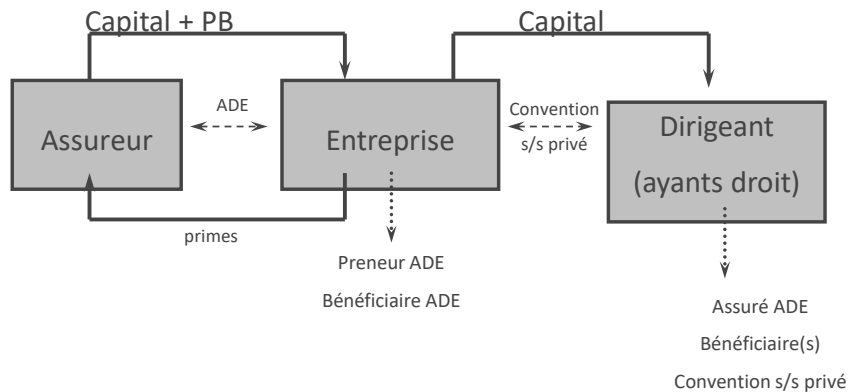 Capital + PB
Capital
ADE
Convention
s/s privé
Assureur
Entreprise
Dirigeant
(ayants droit)
primes
Preneur ADE
Bénéficiaire ADE
Assuré ADE
Bénéficiaire(s)
Convention s/s privé